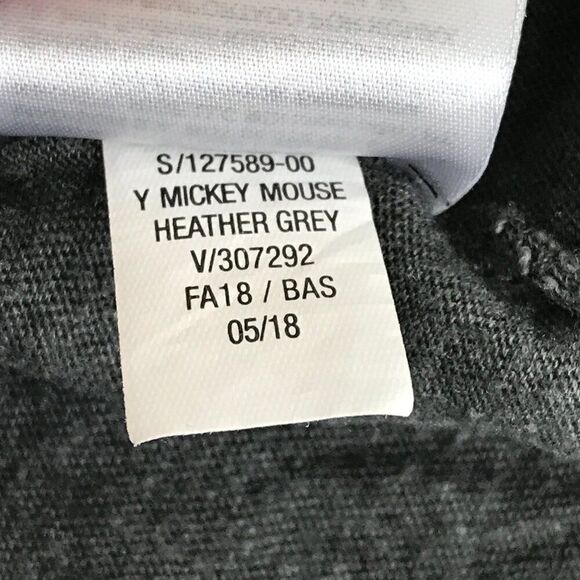 S/127589-00
Y MICKEY MOUSE
HEATHER GREY
V/307292
FA18 / BAS
05/18